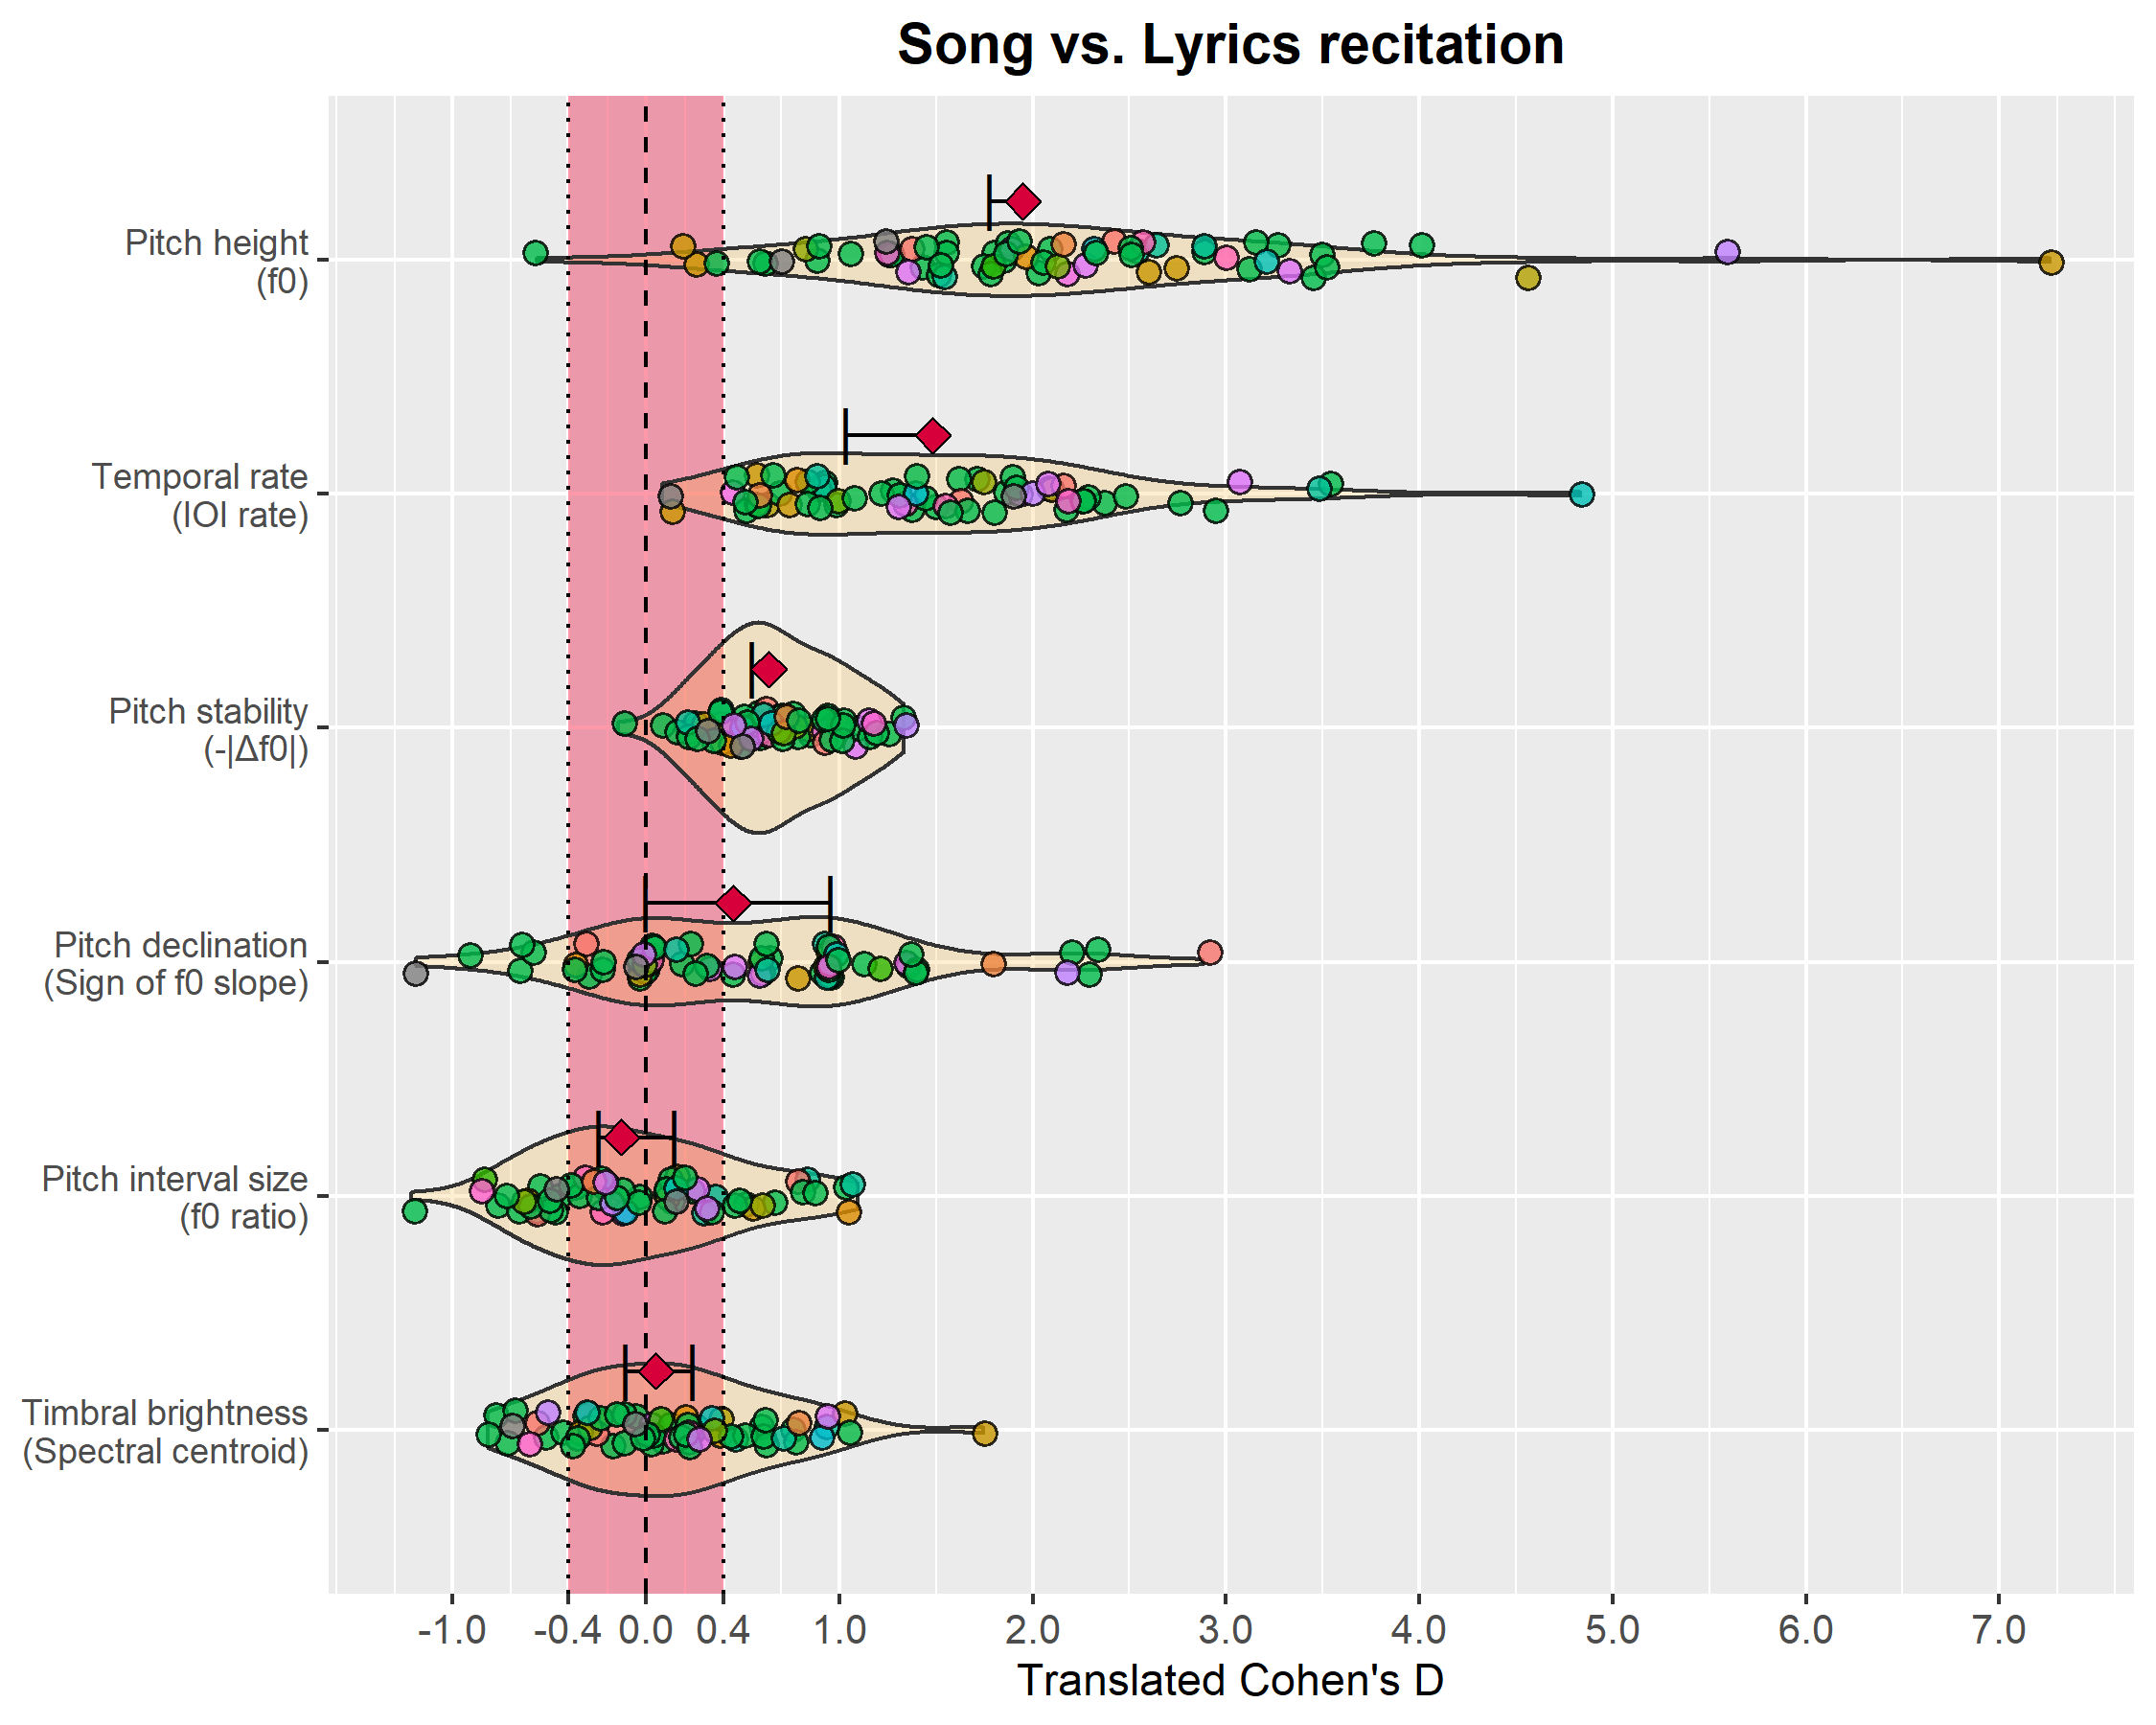 Song vs. Lyrics recitation
Pitch height
(f0)
Temporal rate
(IOI rate)
Pitch stability
(-|Δf0|)
Pitch declination
(Sign of f0 slope)
Pitch interval size
(f0 ratio)
Timbral brightness
(Spectral centroid)
-1.0 -0.4 0.0 0.4 1.0 2.0 3.0 4.0 5.0 6.0 7.0
Translated Cohen's D